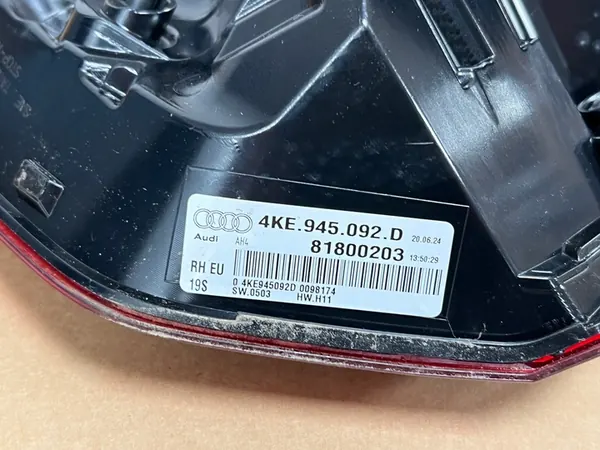 4KE.945.092.D 20.06.24
Audi AH4 81800203 13:50:29
RH EU
19S 0 4KE945092D 0098174
SW.0503 HW.H11